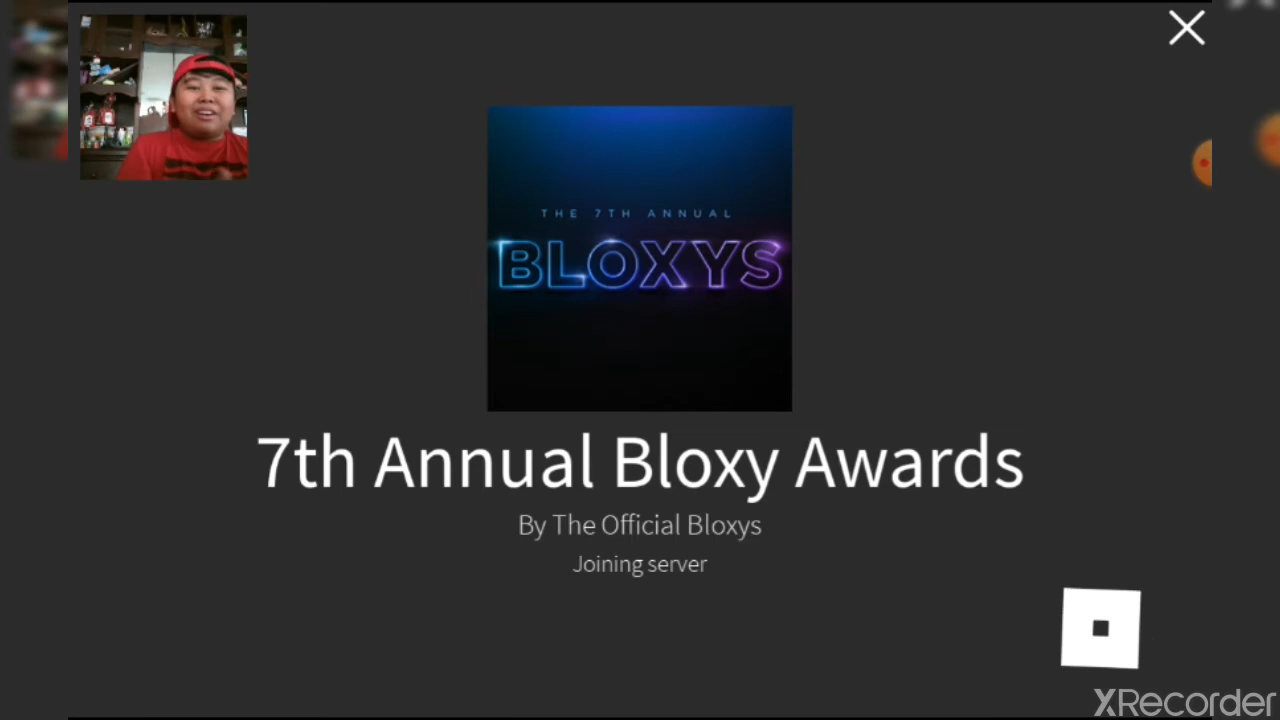 THE 7TH ANNUAL
BLOXYS
7th Annual Bloxy Awards
By The Official Bloxys
Joining server
XRecorder